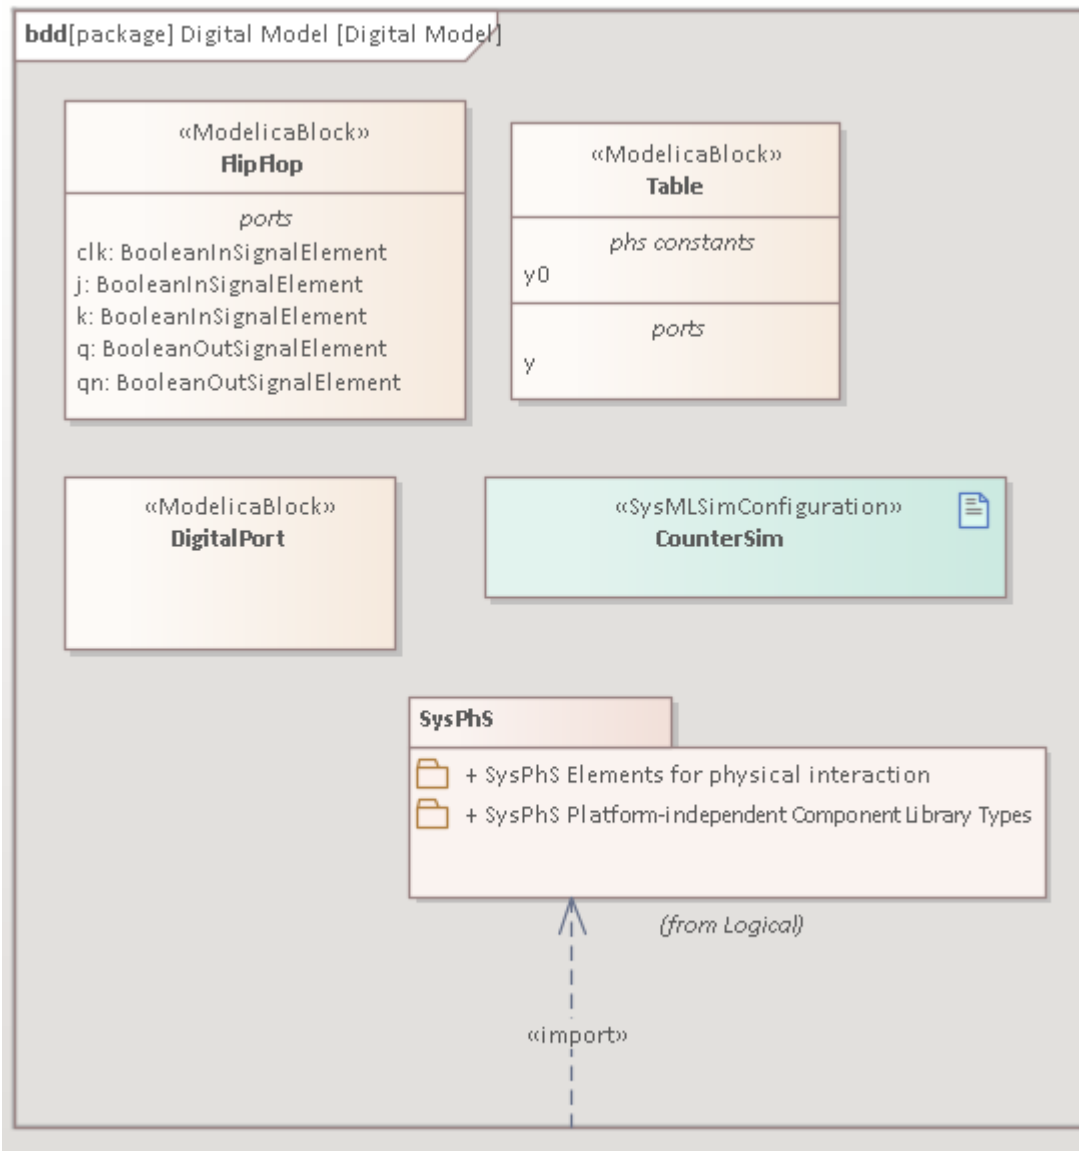 bdd[package] Digital Model [Digital Model]
«ModelicaBlock»
FlipFlop
ports
clk: BooleanInSignalElement
j: BooleanInSignalElement
k: BooleanInSignalElement
q: BooleanOutSignalElement
qn: BooleanOutSignalElement
«ModelicaBlock»
Table
phs constants
y0
ports
y
«ModelicaBlock»
DigitalPort
«SysMLSimConfiguration»
CounterSim
SysPhS
+ SysPhS Elements for physical interaction
+ SysPhS Platform-independent Component Library Types
(from Logical)
«import»